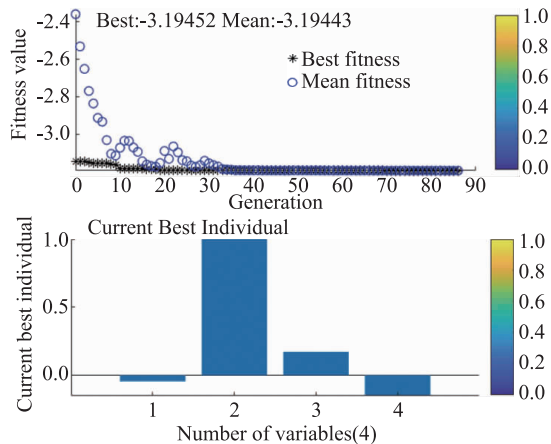 Best:-3.19452 Mean:-3.19443
Best fitness
Mean fitness
Fitness value
-2.4
-2.6
-3.0
0 10 20 30 40 50 60 70 80 90
Generation
1.0
0.8
0.6
0.4
0.2
0.0
Current Best Individual
Current best individual
1.0
0.5
0.0
1 2 3 4
Number of variables(4)
1.0
0.8
0.6
0.4
0.2
0.0